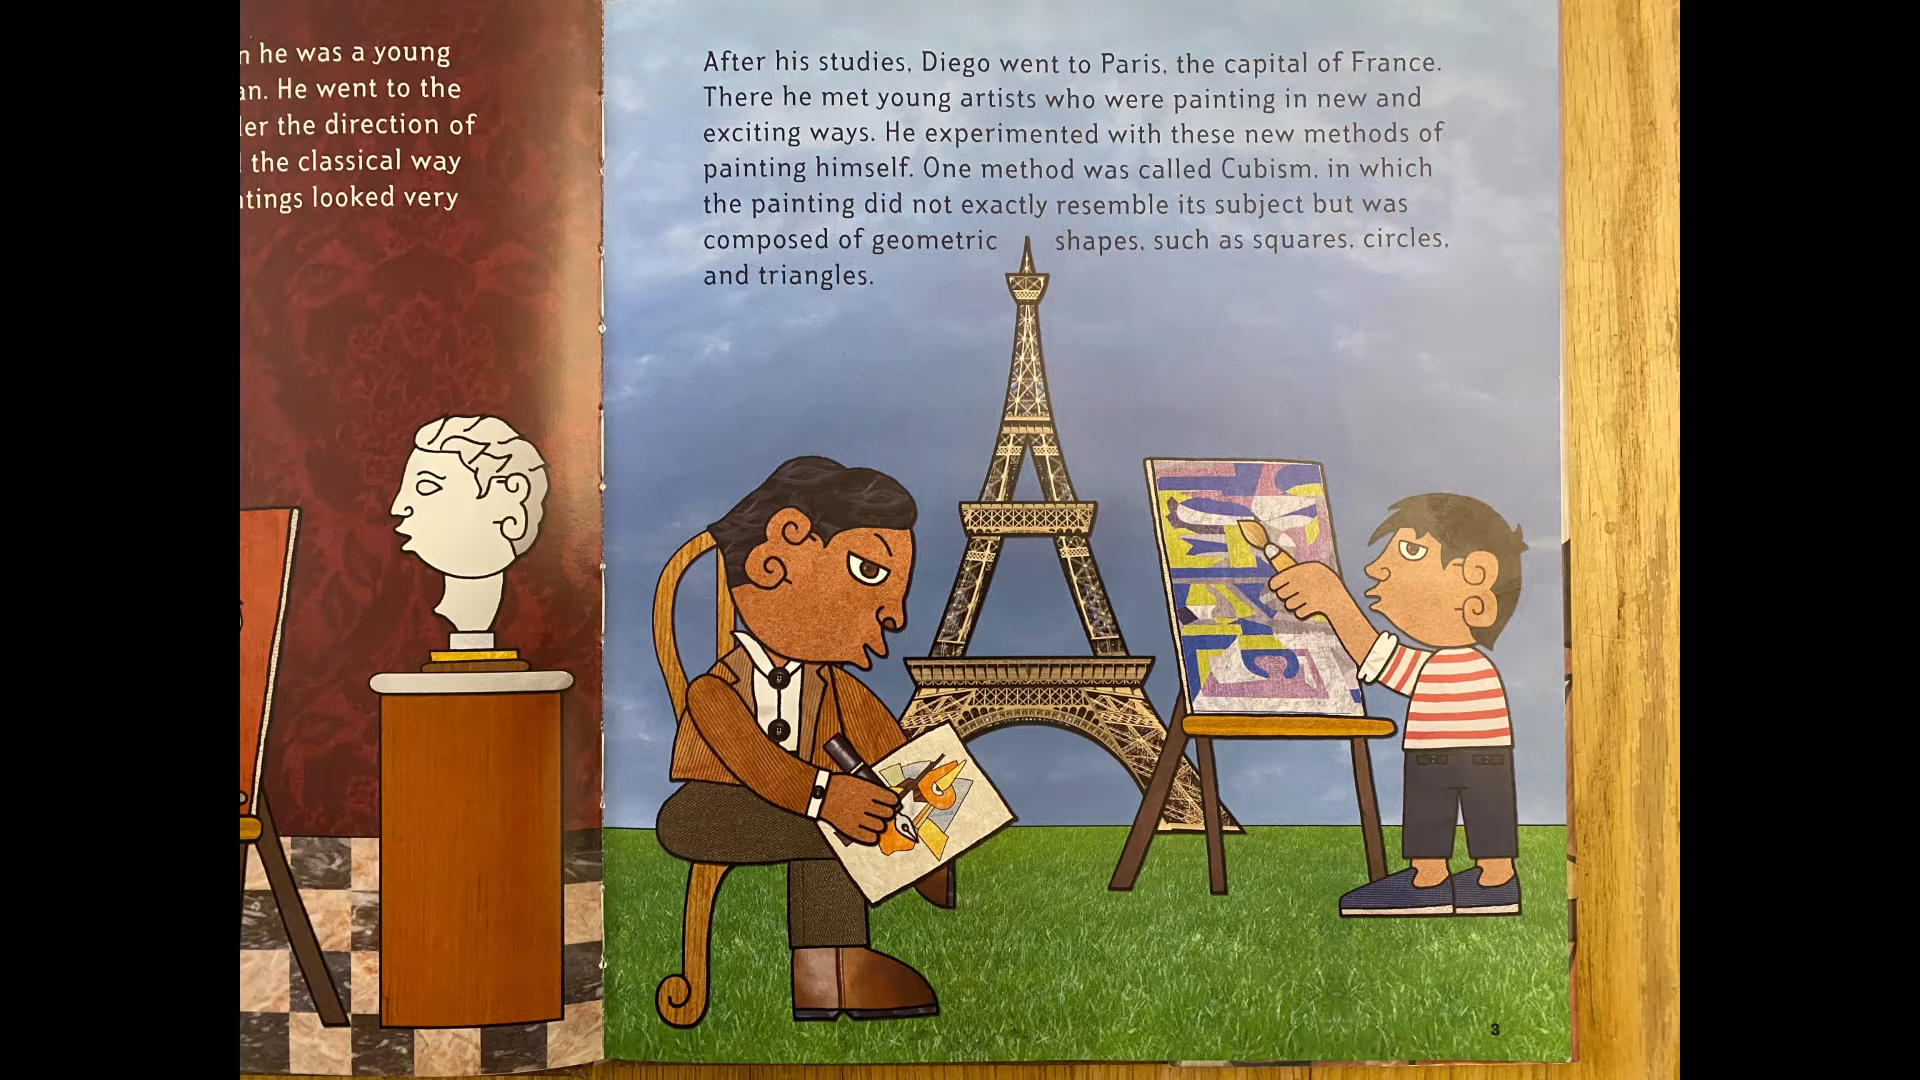 he was a young
He went to the
the direction of
the classical way
looked very
After his studies, Diego went to Paris, the capital of France.
There he met young artists who were painting in new and
exciting ways. He experimented with these new methods of
painting himself. One method was called Cubism, in which
the painting did not exactly resemble its subject but was
composed of geometric shapes, such as squares, circles,
and triangles.
3